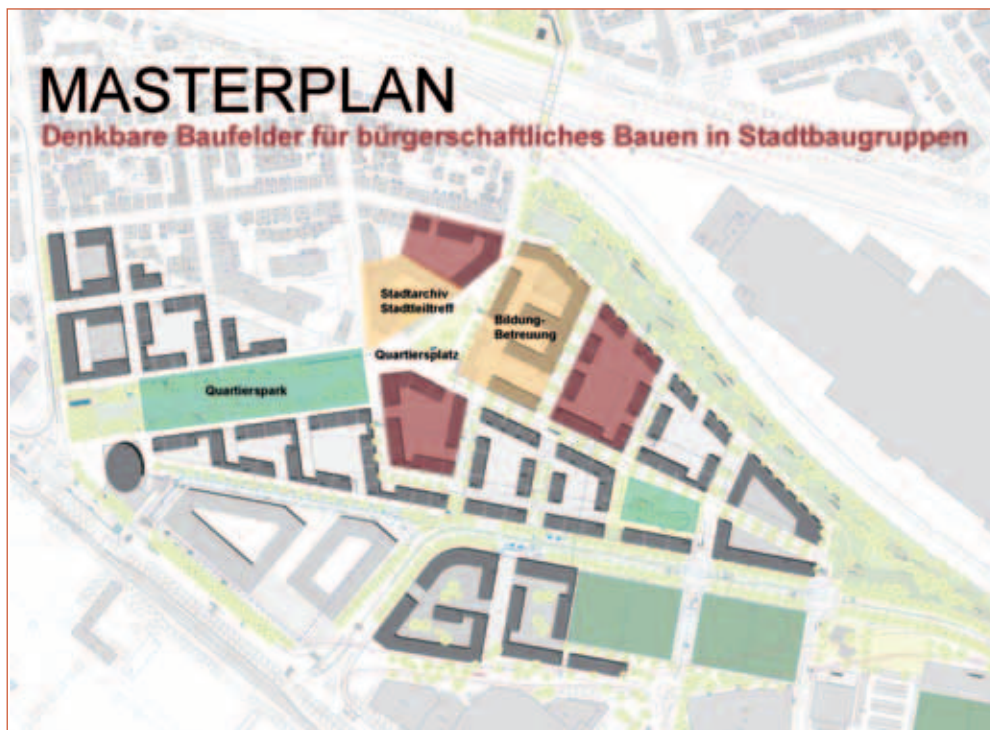 MASTERPLAN
Denkbare Baufelder für bürgerschaftliches Bauen in Stadtbaugruppen
Stadtarchiv
Stadtteiltreff
Bildung-
Betreuung
Quartiersplatz
Quartierspark